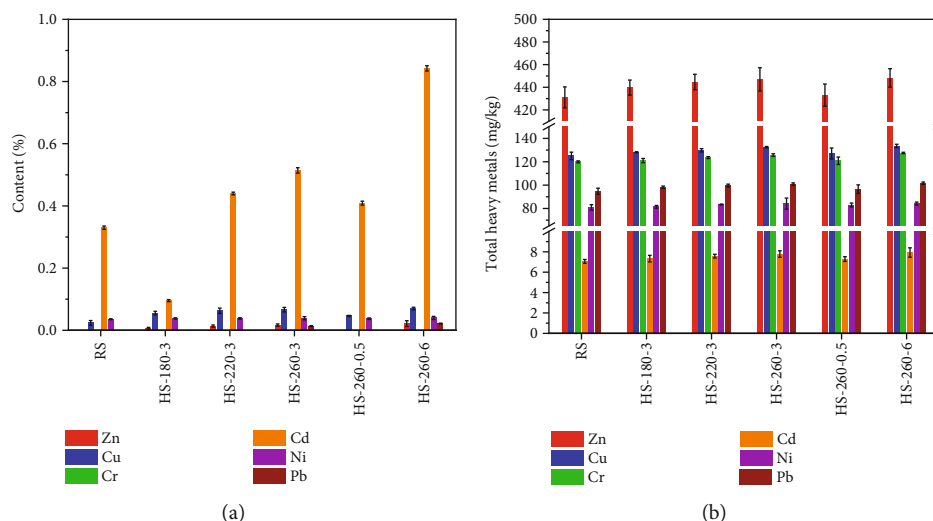 1.0
0.8
0.6
0.4
0.2
0.0
Content (%)
RS
HS-180-3
HS-220-3
HS-260-3
HS-260-0.5
HS-260-6
Zn
Cu
Cr
Cd
Ni
Pb
(a)
500
460
440
420
140
120
100
80
8
7
6
5
4
3
2
1
0
Total heavy metals (mg/kg)
RS
HS-180-3
HS-220-3
HS-260-3
HS-260-0.5
HS-260-6
Zn
Cu
Cr
Cd
Ni
Pb
(b)